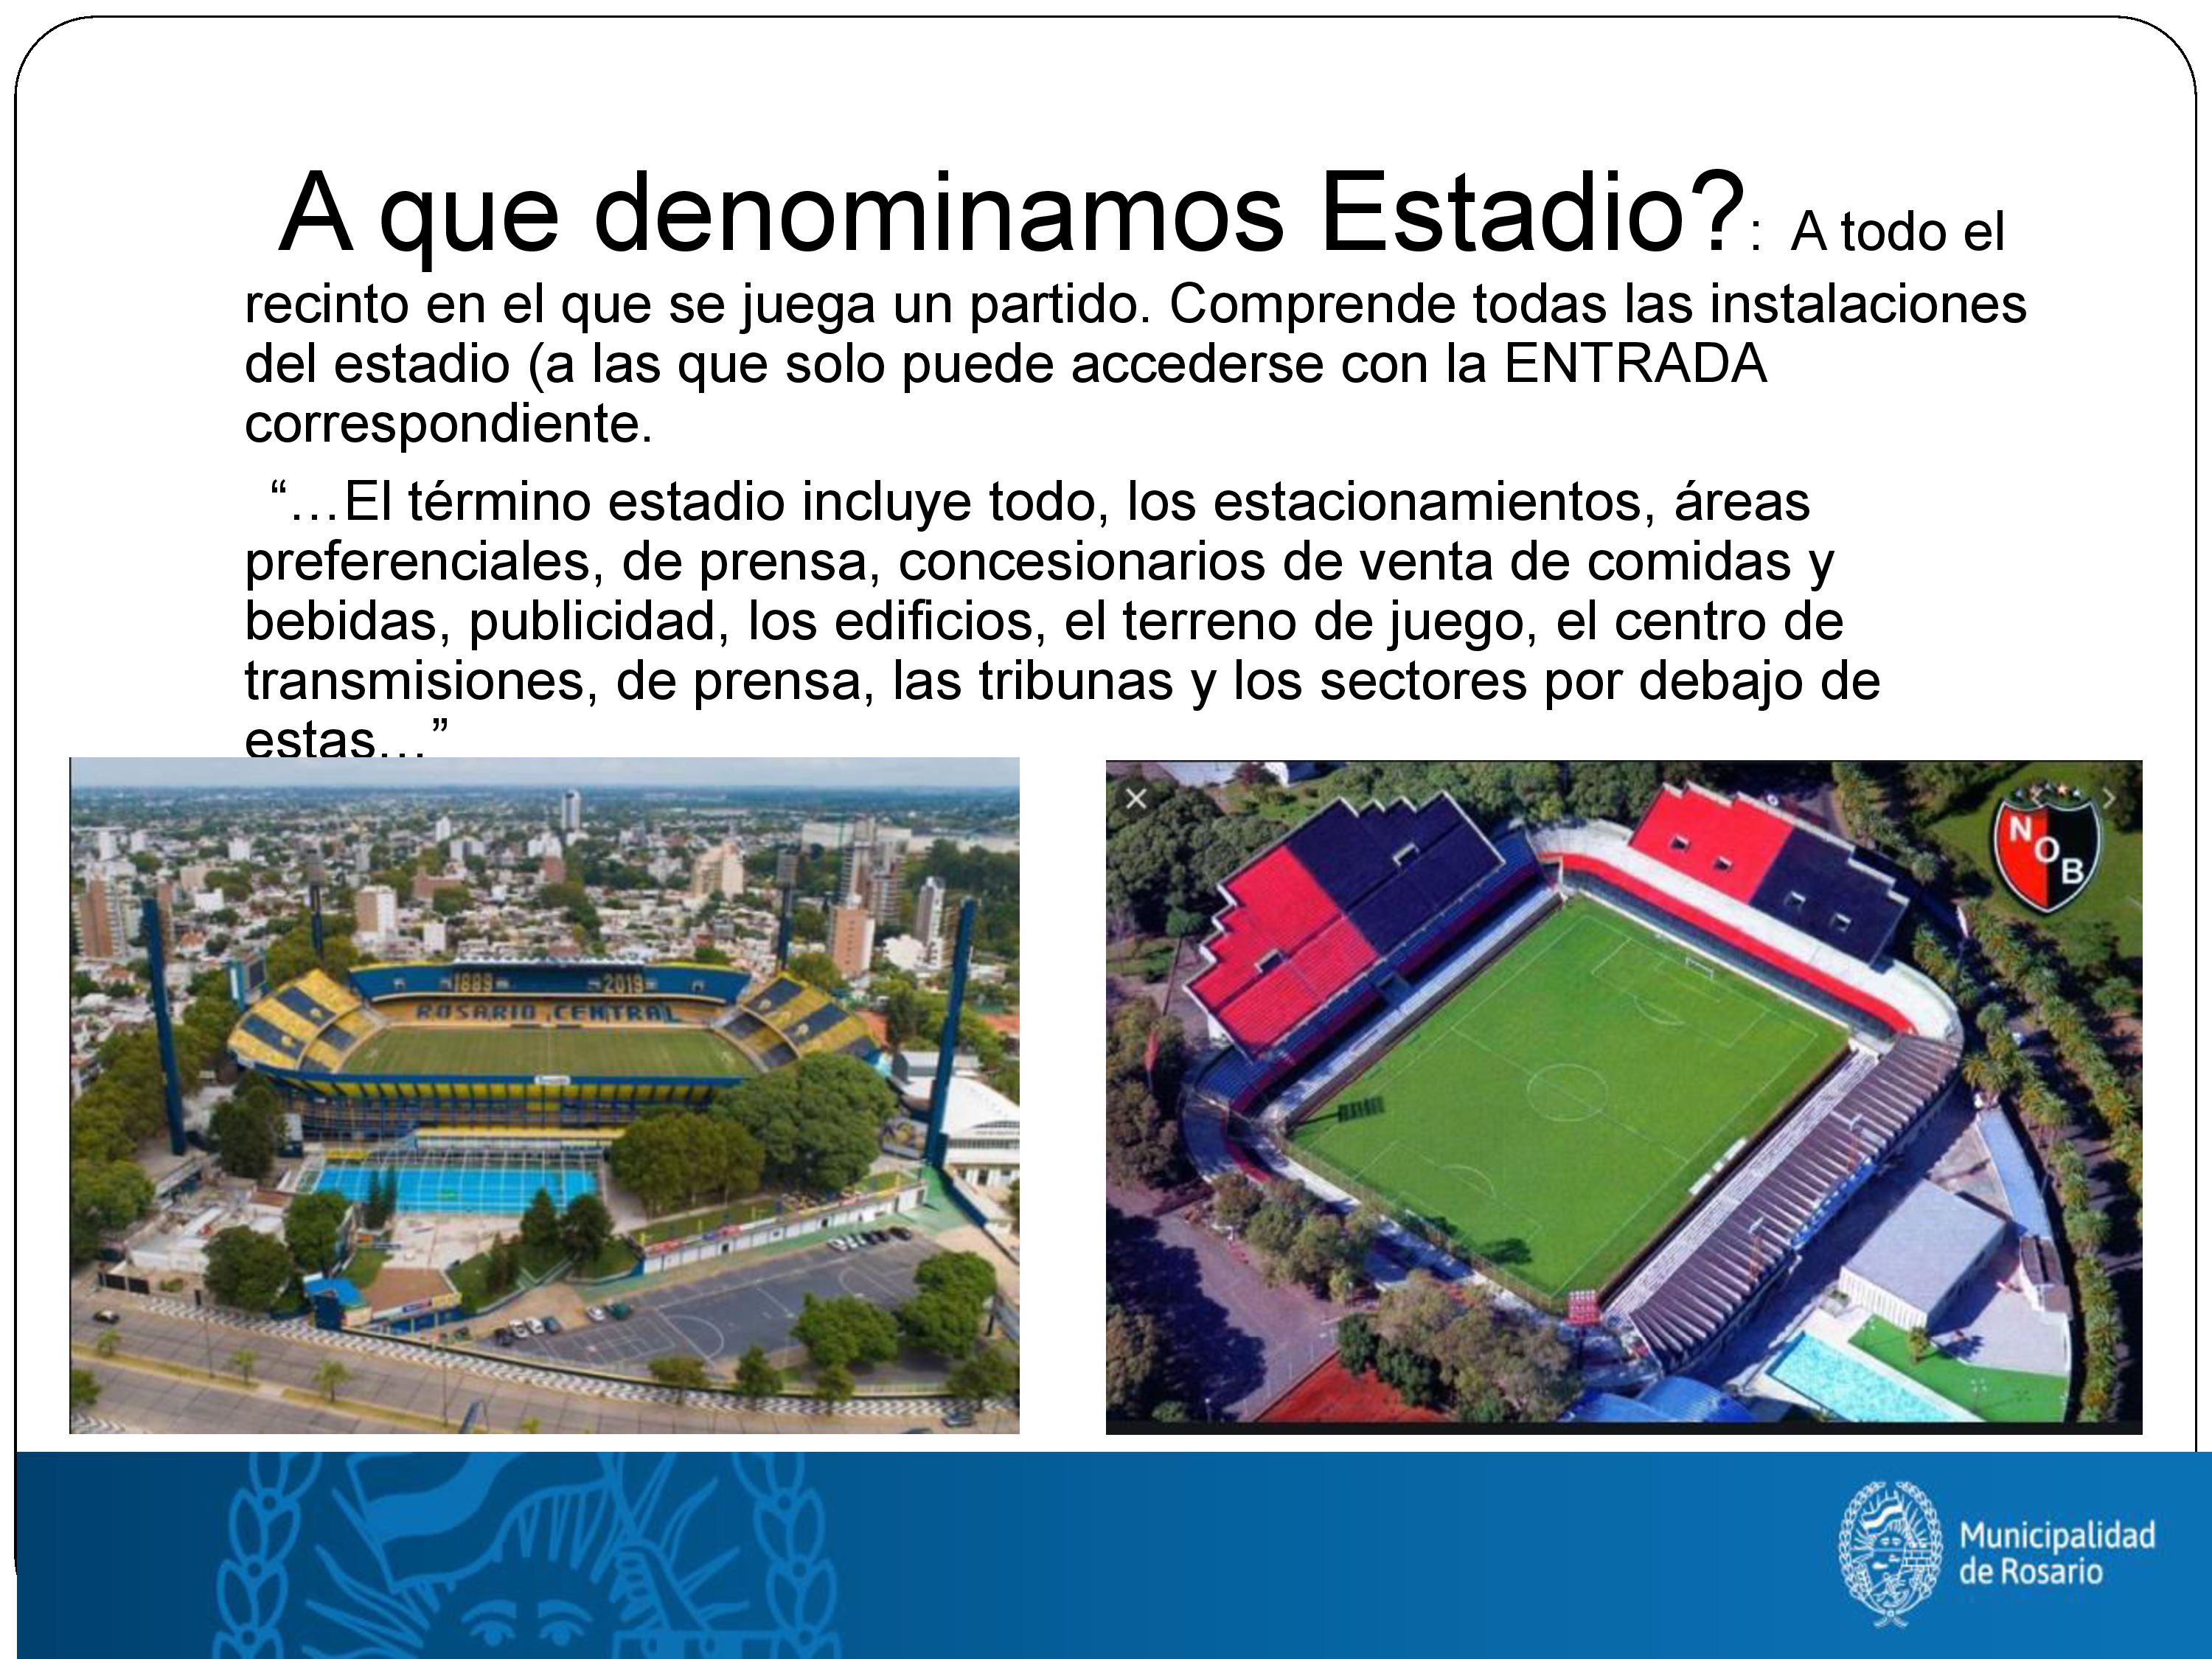 A que denominamos Estadio?: A todo el
recinto en el que se juega un partido. Comprende todas las instalaciones
del estadio (a las que solo puede accederse con la ENTRADA
correspondiente.
“…El término estadio incluye todo, los estacionamientos, áreas
preferenciales, de prensa, concesionarios de venta de comidas y
bebidas, publicidad, los edificios, el terreno de juego, el centro de
transmisiones, de prensa, las tribunas y los sectores por debajo de
estas…”
1889 2019
ROSARIO CENTRAL
N
O
B
Municipalidad
de Rosario